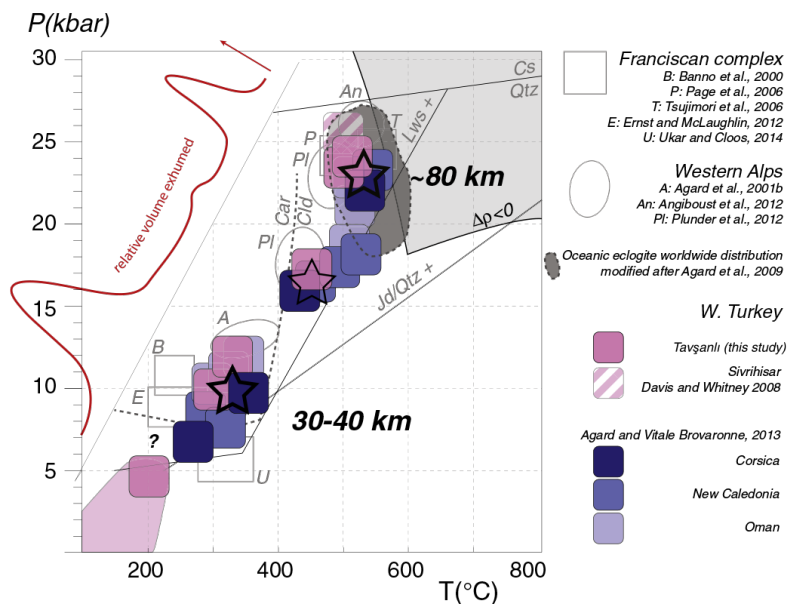 P(kbar)
30
25
20
15
10
5
200
400
600
800
T(°C)
relative volume exhumed
An
Cs
Qtz
T
Lws +
P
Pl
~80 km
Car
Cld
Δρ<0
Pl
Jd/Qtz +
A
B
E
30-40 km
?
U
Franciscan complex
B: Banno et al., 2000
P: Page et al., 2006
T: Tsujimori et al., 2006
E: Ernst and McLaughlin, 2012
U: Ukar and Cloos, 2014
Western Alps
A: Agard et al., 2001b
An: Angiboust et al., 2012
Pl: Plunder et al., 2012
Oceanic eclogite worldwide distribution
modified after Agard et al., 2009
W. Turkey
Tavşanlı (this study)
Sivrihisar
Davis and Whitney 2008
Agard and Vitale Brovaronne, 2013
Corsica
New Caledonia
Oman